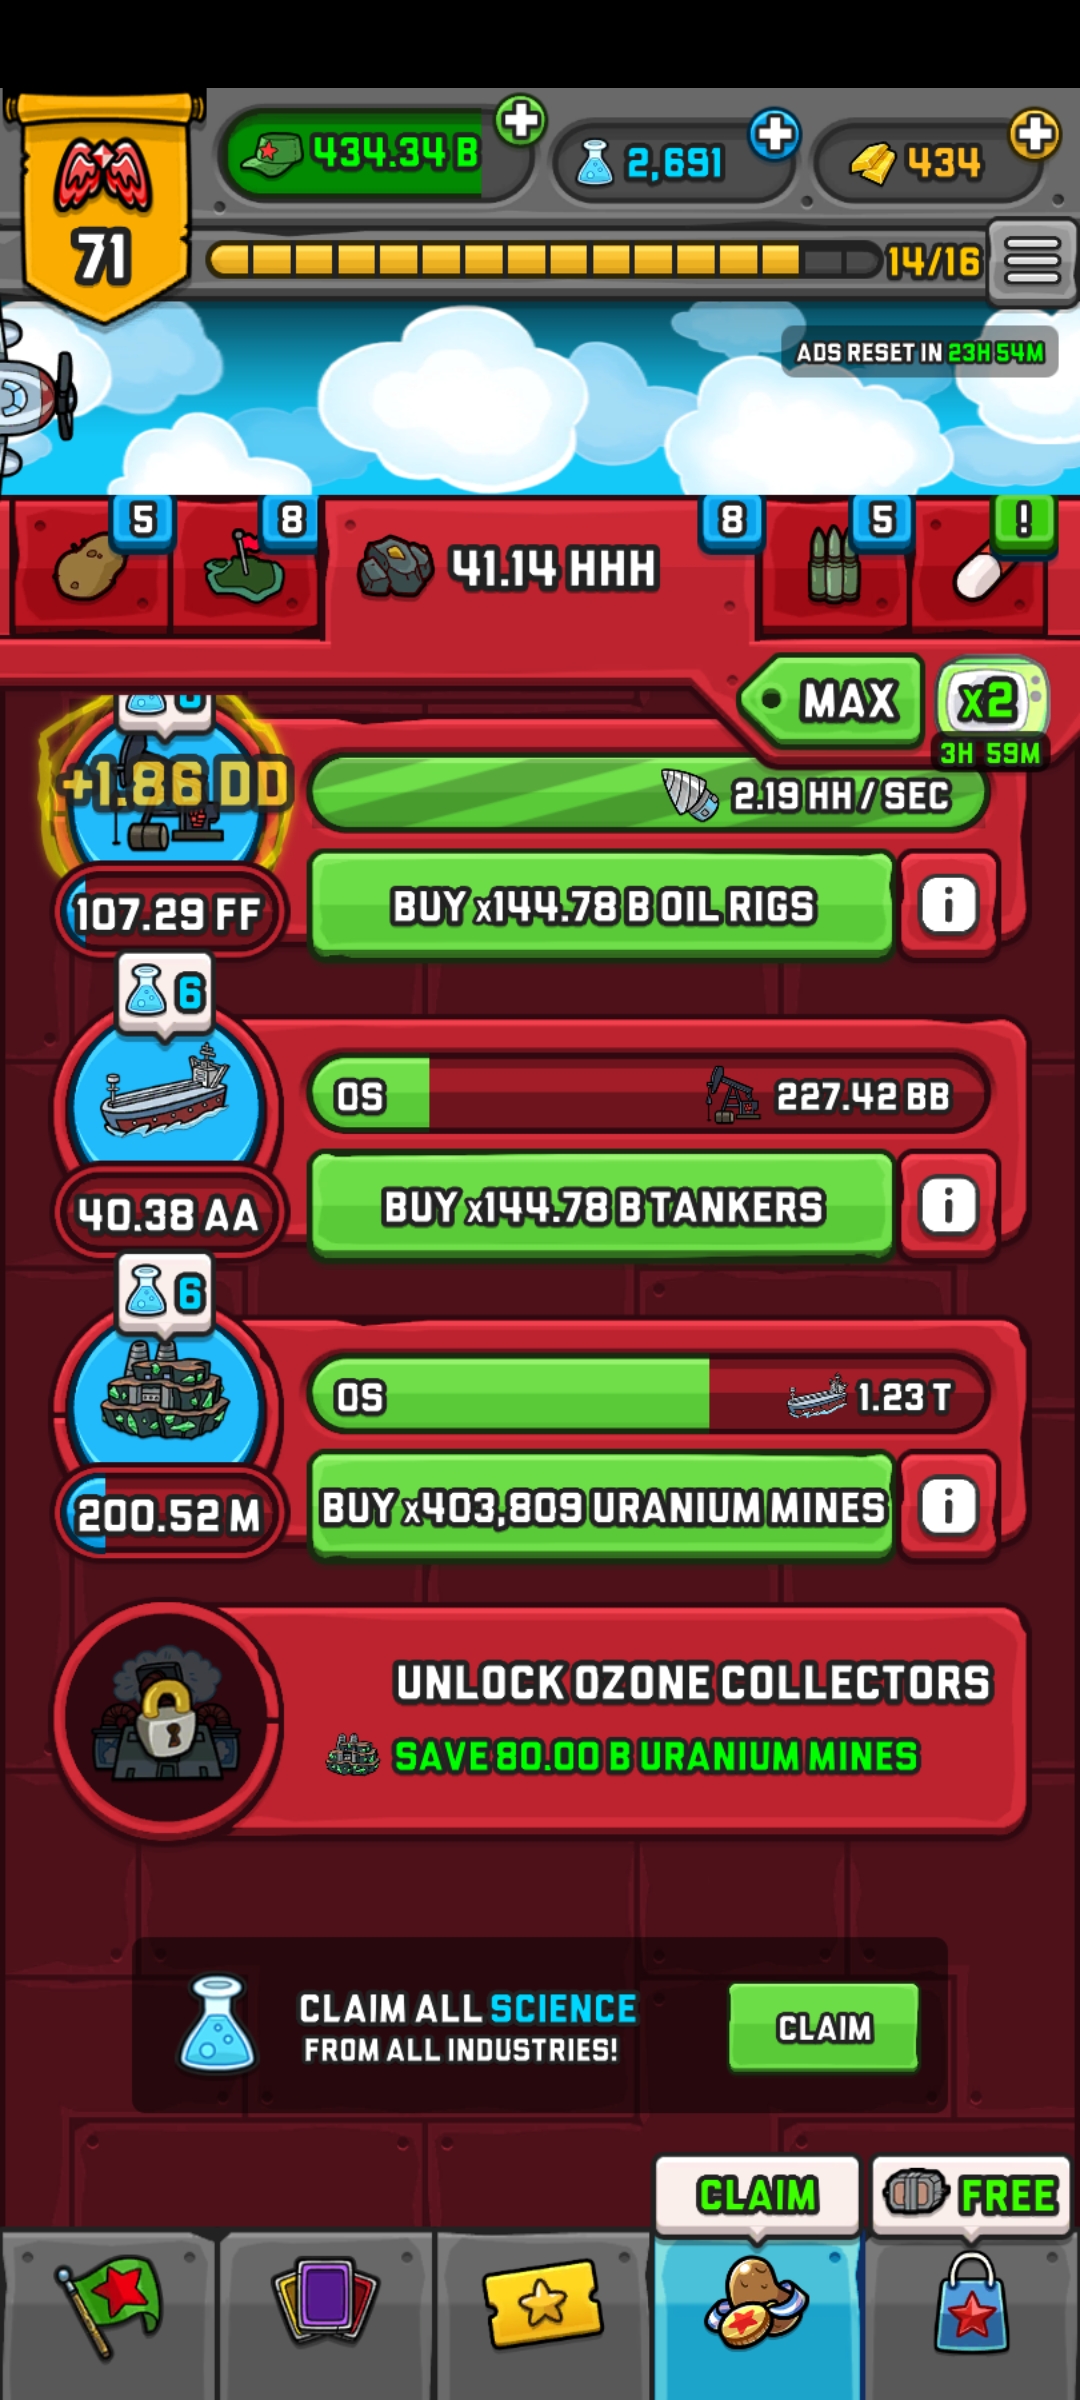 434.34 B
2,691
434
71
14/16
ADS RESET IN 23H 54M
5
8
41.14 HHH
8
5
!
MAX
x2
3H 59M
+1.86 DD
2.19 HH / SEC
107.29 FF
BUY x144.78 B OIL RIGS
i
6
0S
227.42 BB
40.38 AA
BUY x144.78 B TANKERS
i
6
0S
1.23 T
200.52 M
BUY x403,809 URANIUM MINES
i
UNLOCK OZONE COLLECTORS
SAVE 80.00 B URANIUM MINES
CLAIM ALL SCIENCE
FROM ALL INDUSTRIES!
CLAIM
CLAIM
FREE